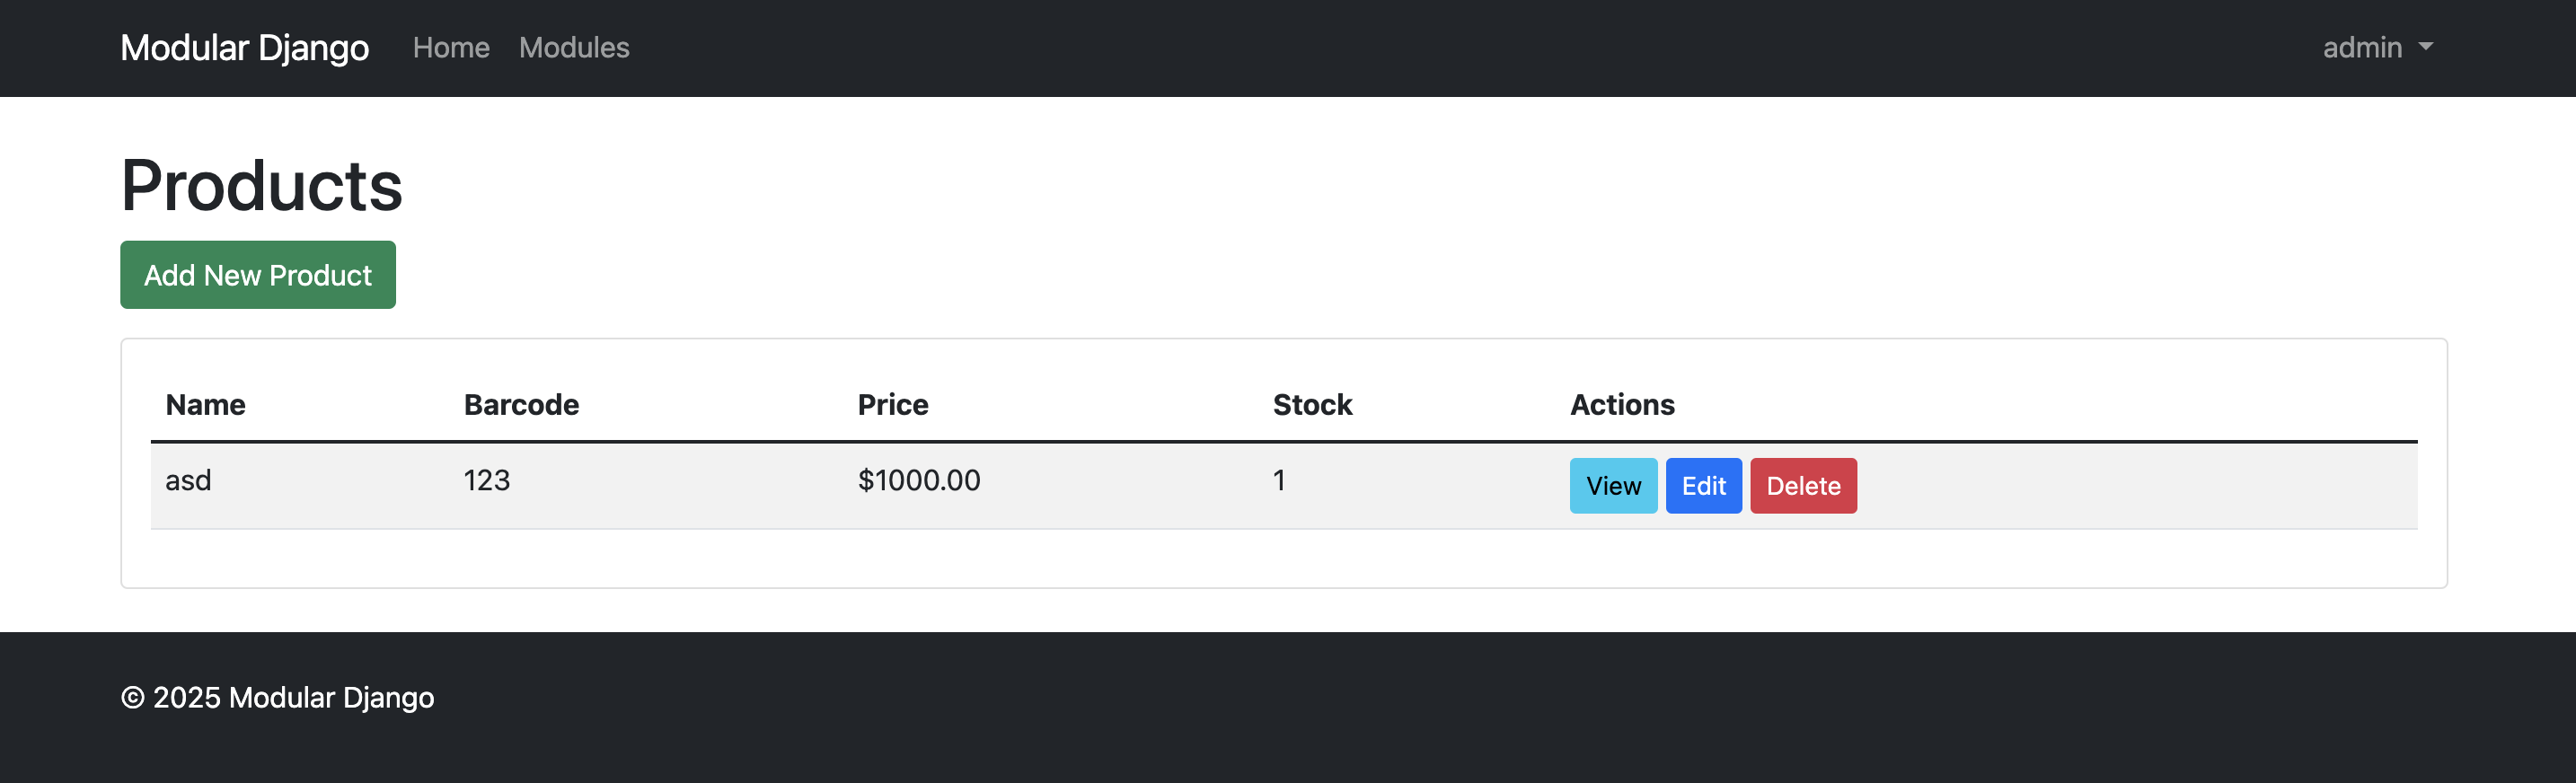 Modular Django Home Modules admin
Products
Add New Product
Name Barcode Price Stock Actions
asd 123 $1000.00 1 View Edit Delete
© 2025 Modular Django